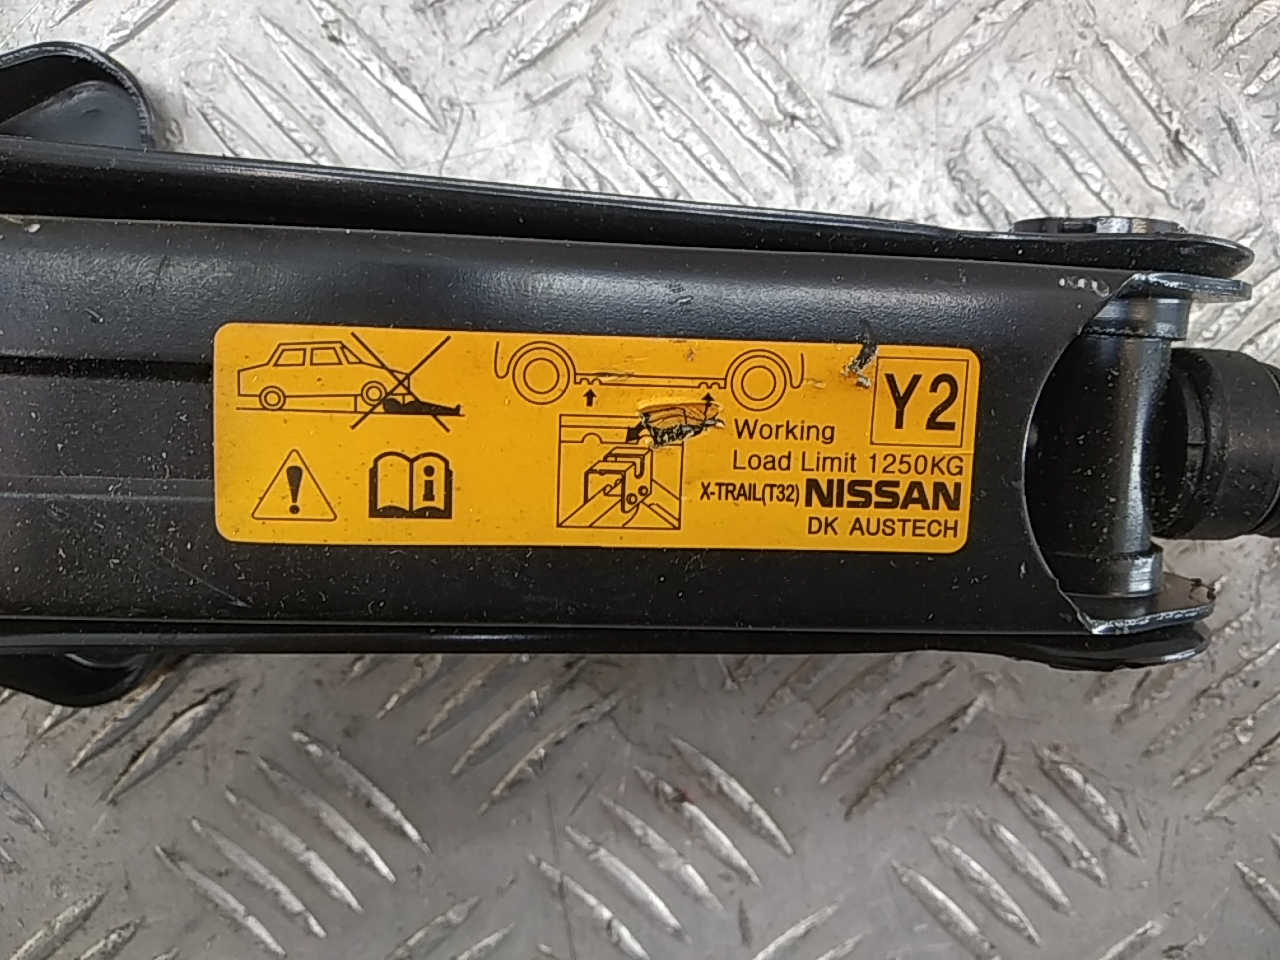 Y2
Working
Load Limit 1250KG
X-TRAIL(T32) NISSAN
DK AUSTECH